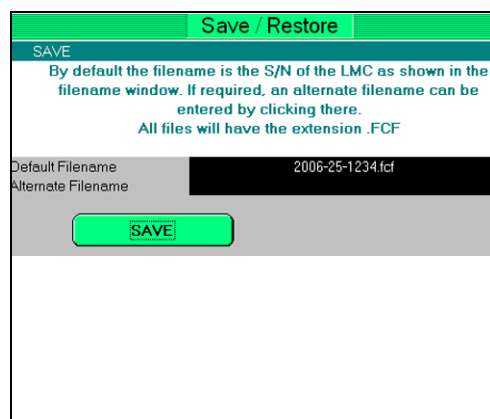 Save / Restore
SAVE
By default the filename is the S/N of the LMC as shown in the
filename window. If required, an alternate filename can be
entered by clicking there.
All files will have the extension .FCF
Default Filename 2006-25-1234.fcf
Alternate Filename
SAVE